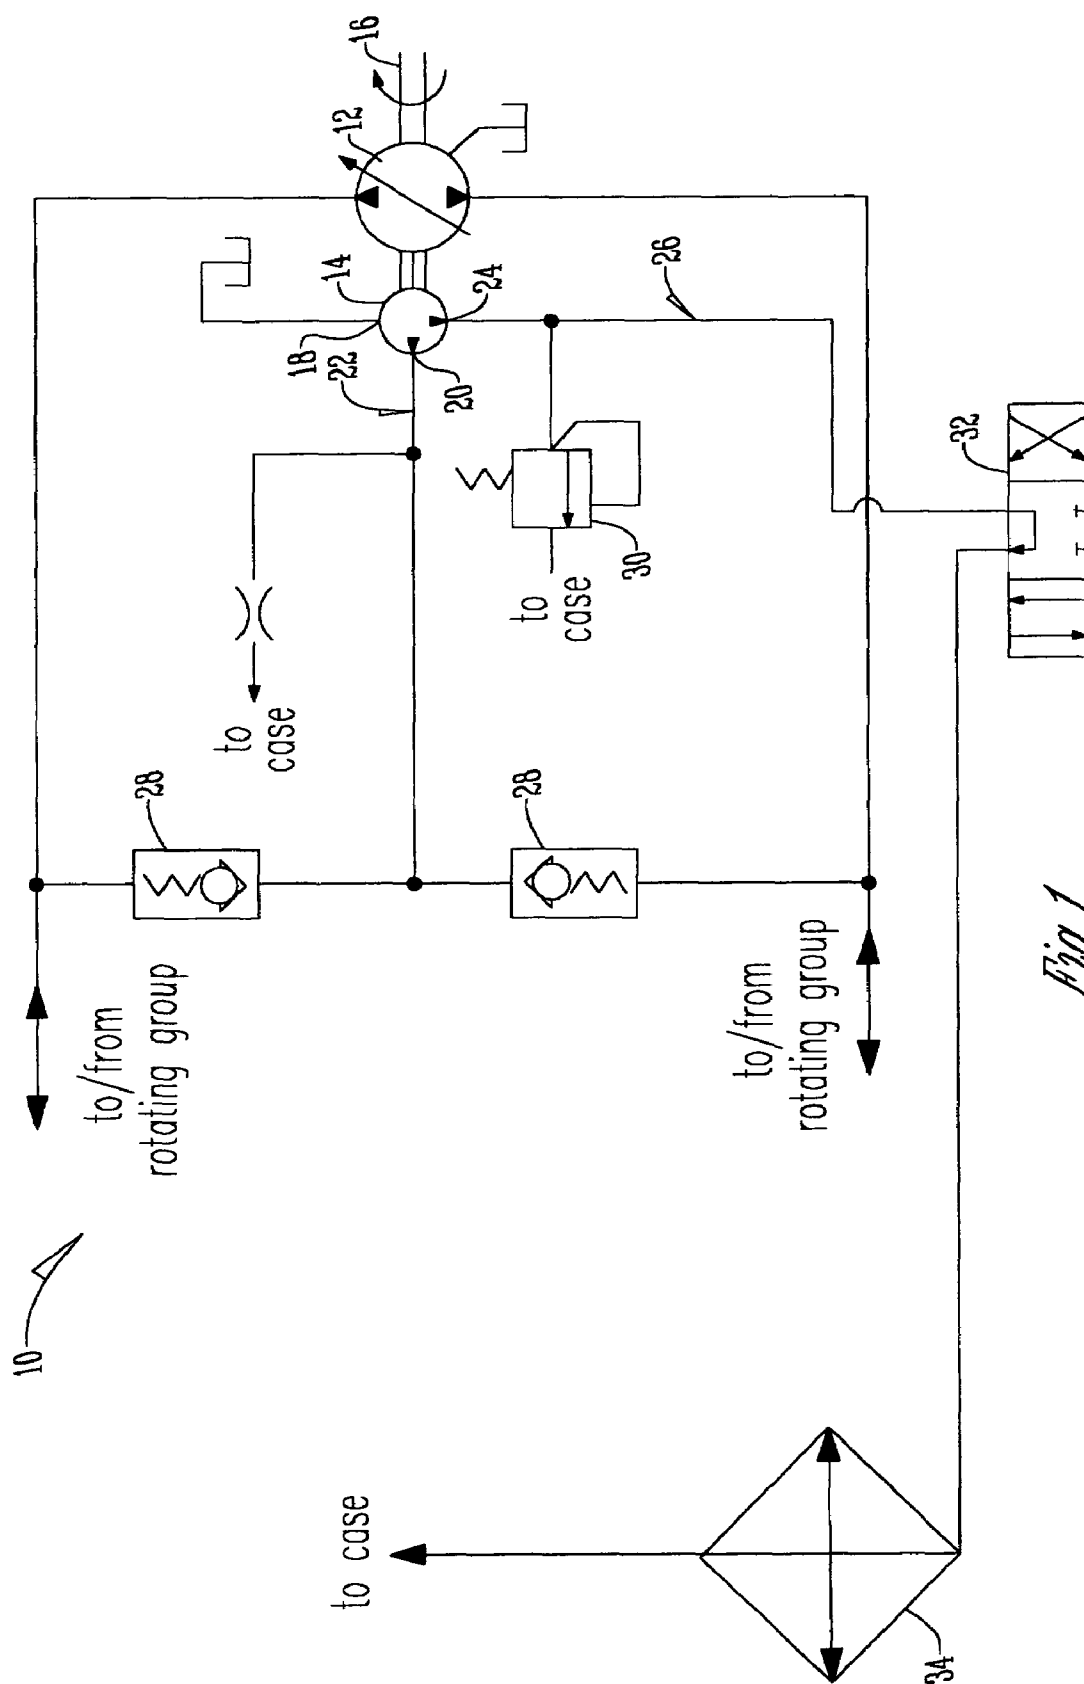 10
to/from
rotating group
28
to
case
22
18
14
12
16
20
24
26
28
to
case
30
to/from
rotating group
32
to case
34
Fig. 1